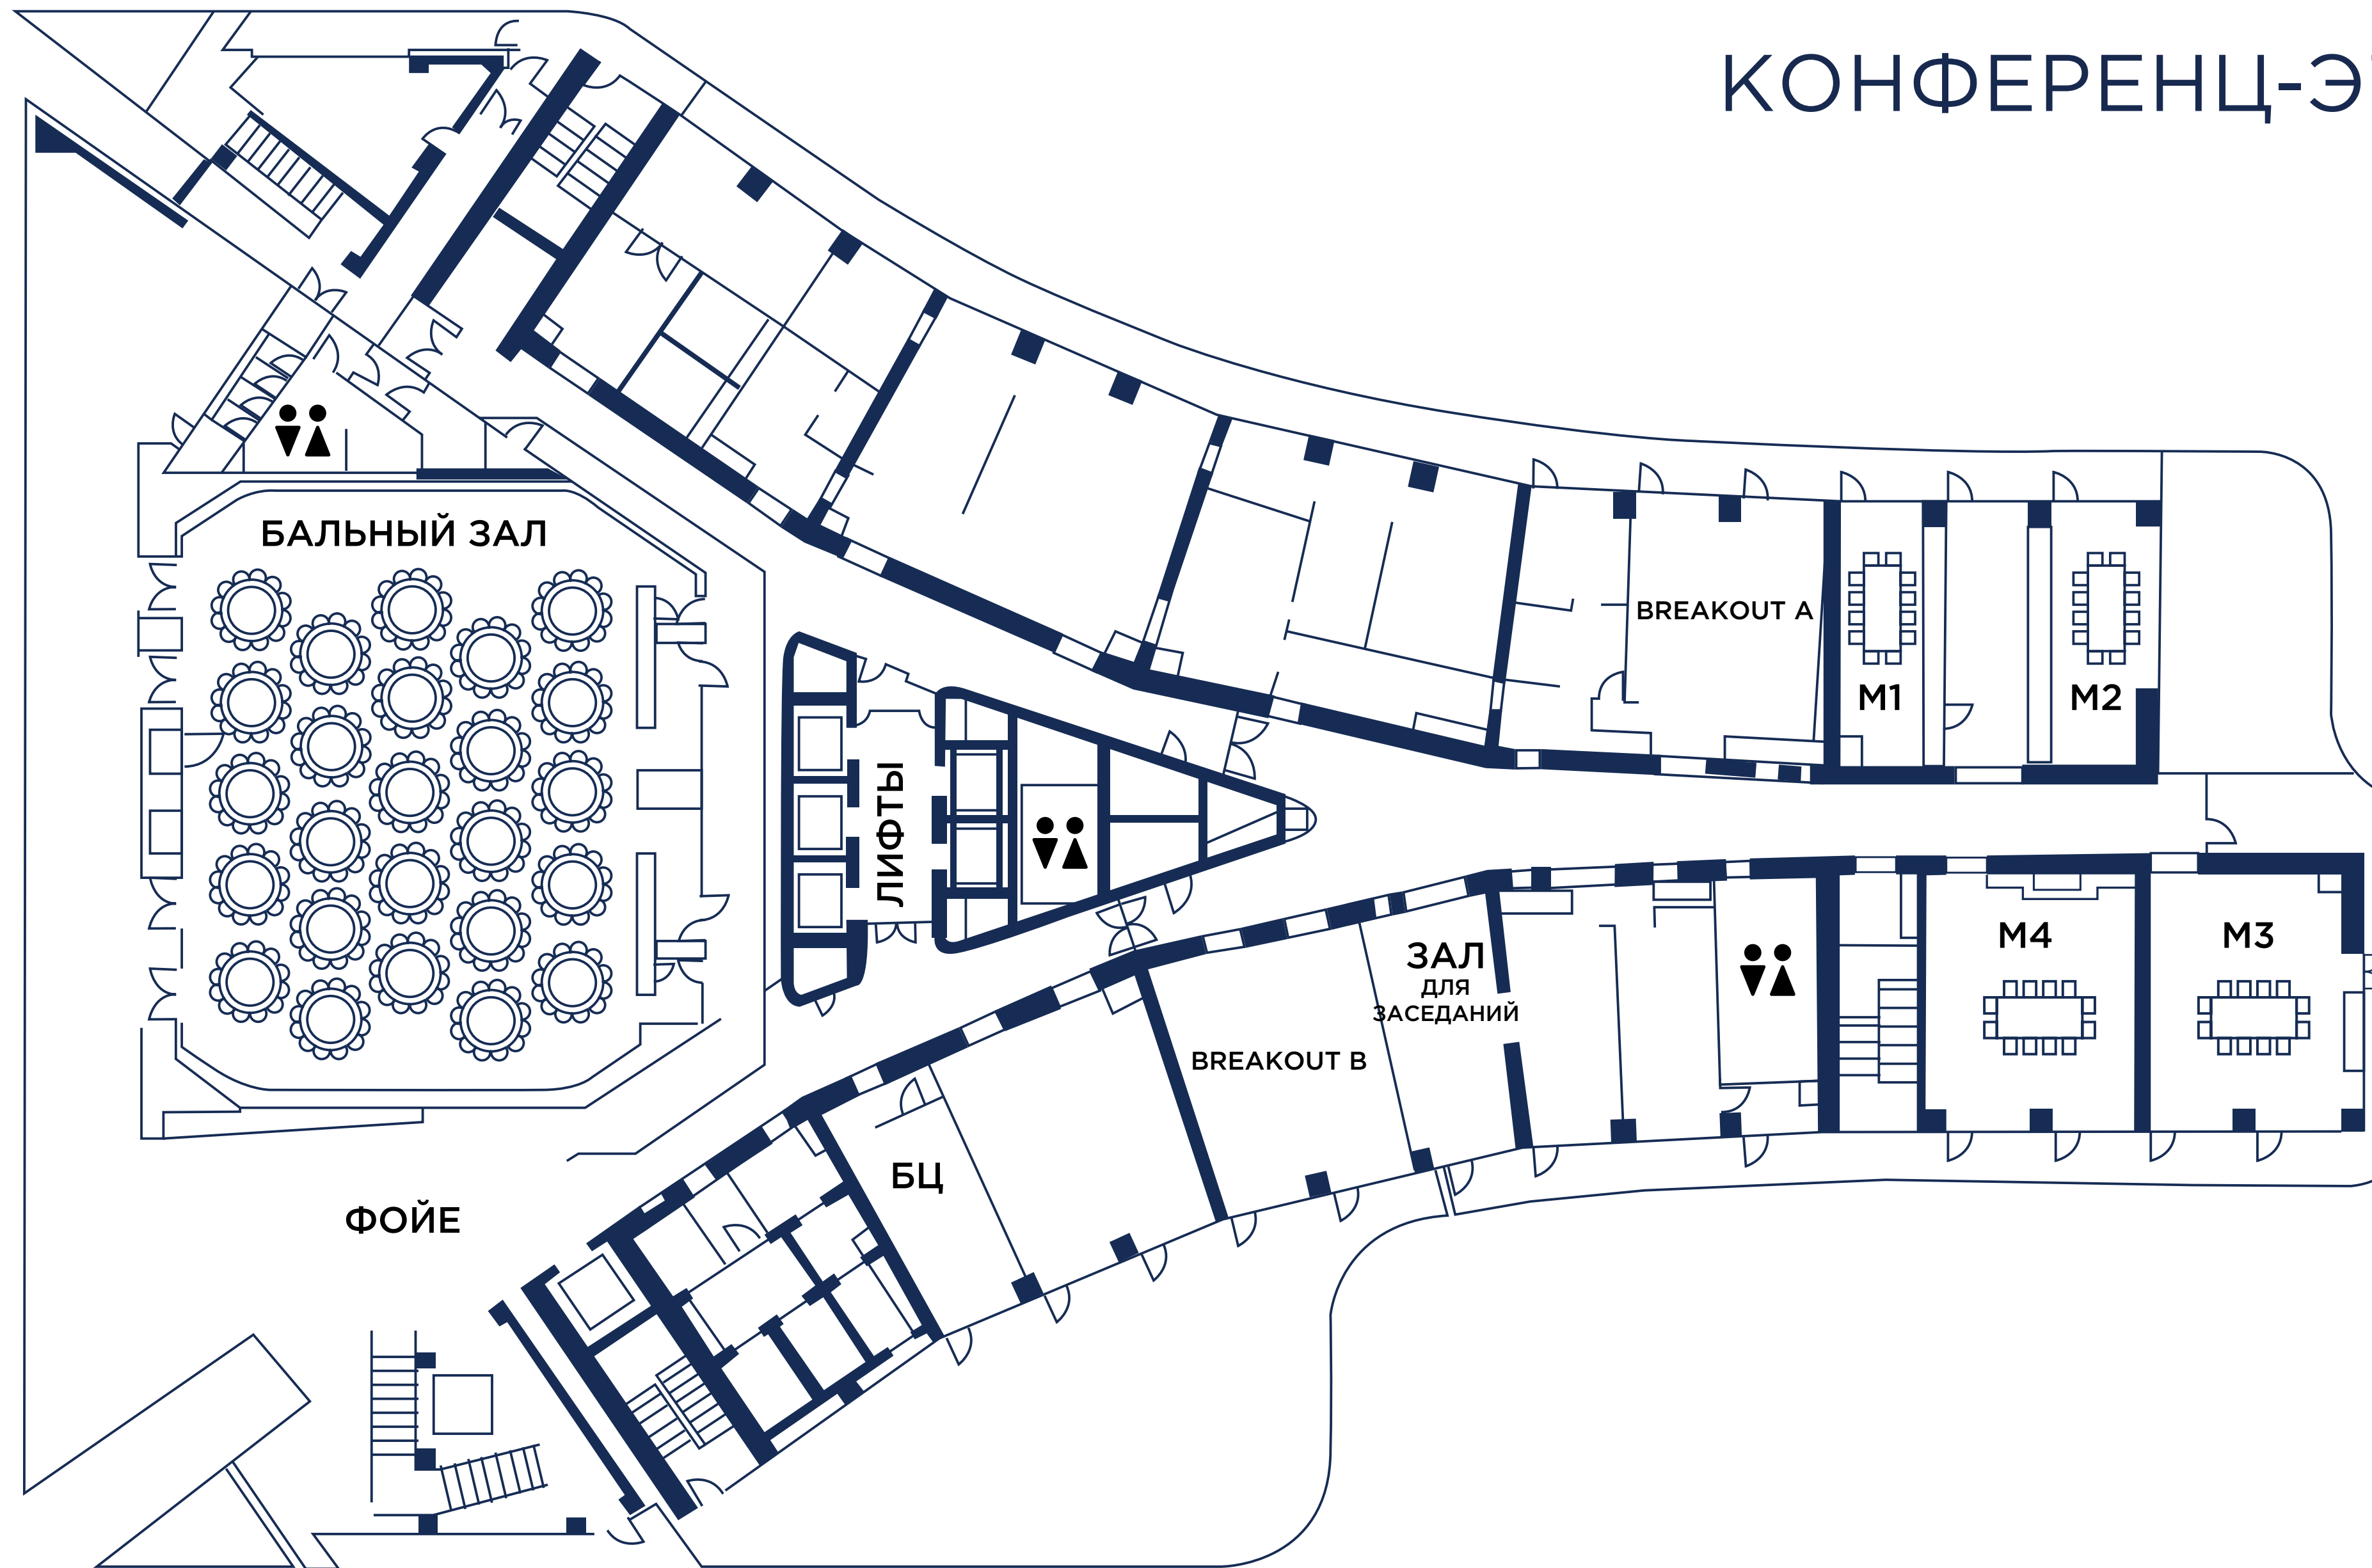 КОНФЕРЕНЦ-Э
БАЛЬНЫЙ ЗАЛ
BREAKOUT A
M1
M2
ЛИФТЫ
ЗАЛ
ДЛЯ
ЗАСЕДАНИЙ
M4
M3
BREAKOUT B
БЦ
ФОЙЕ